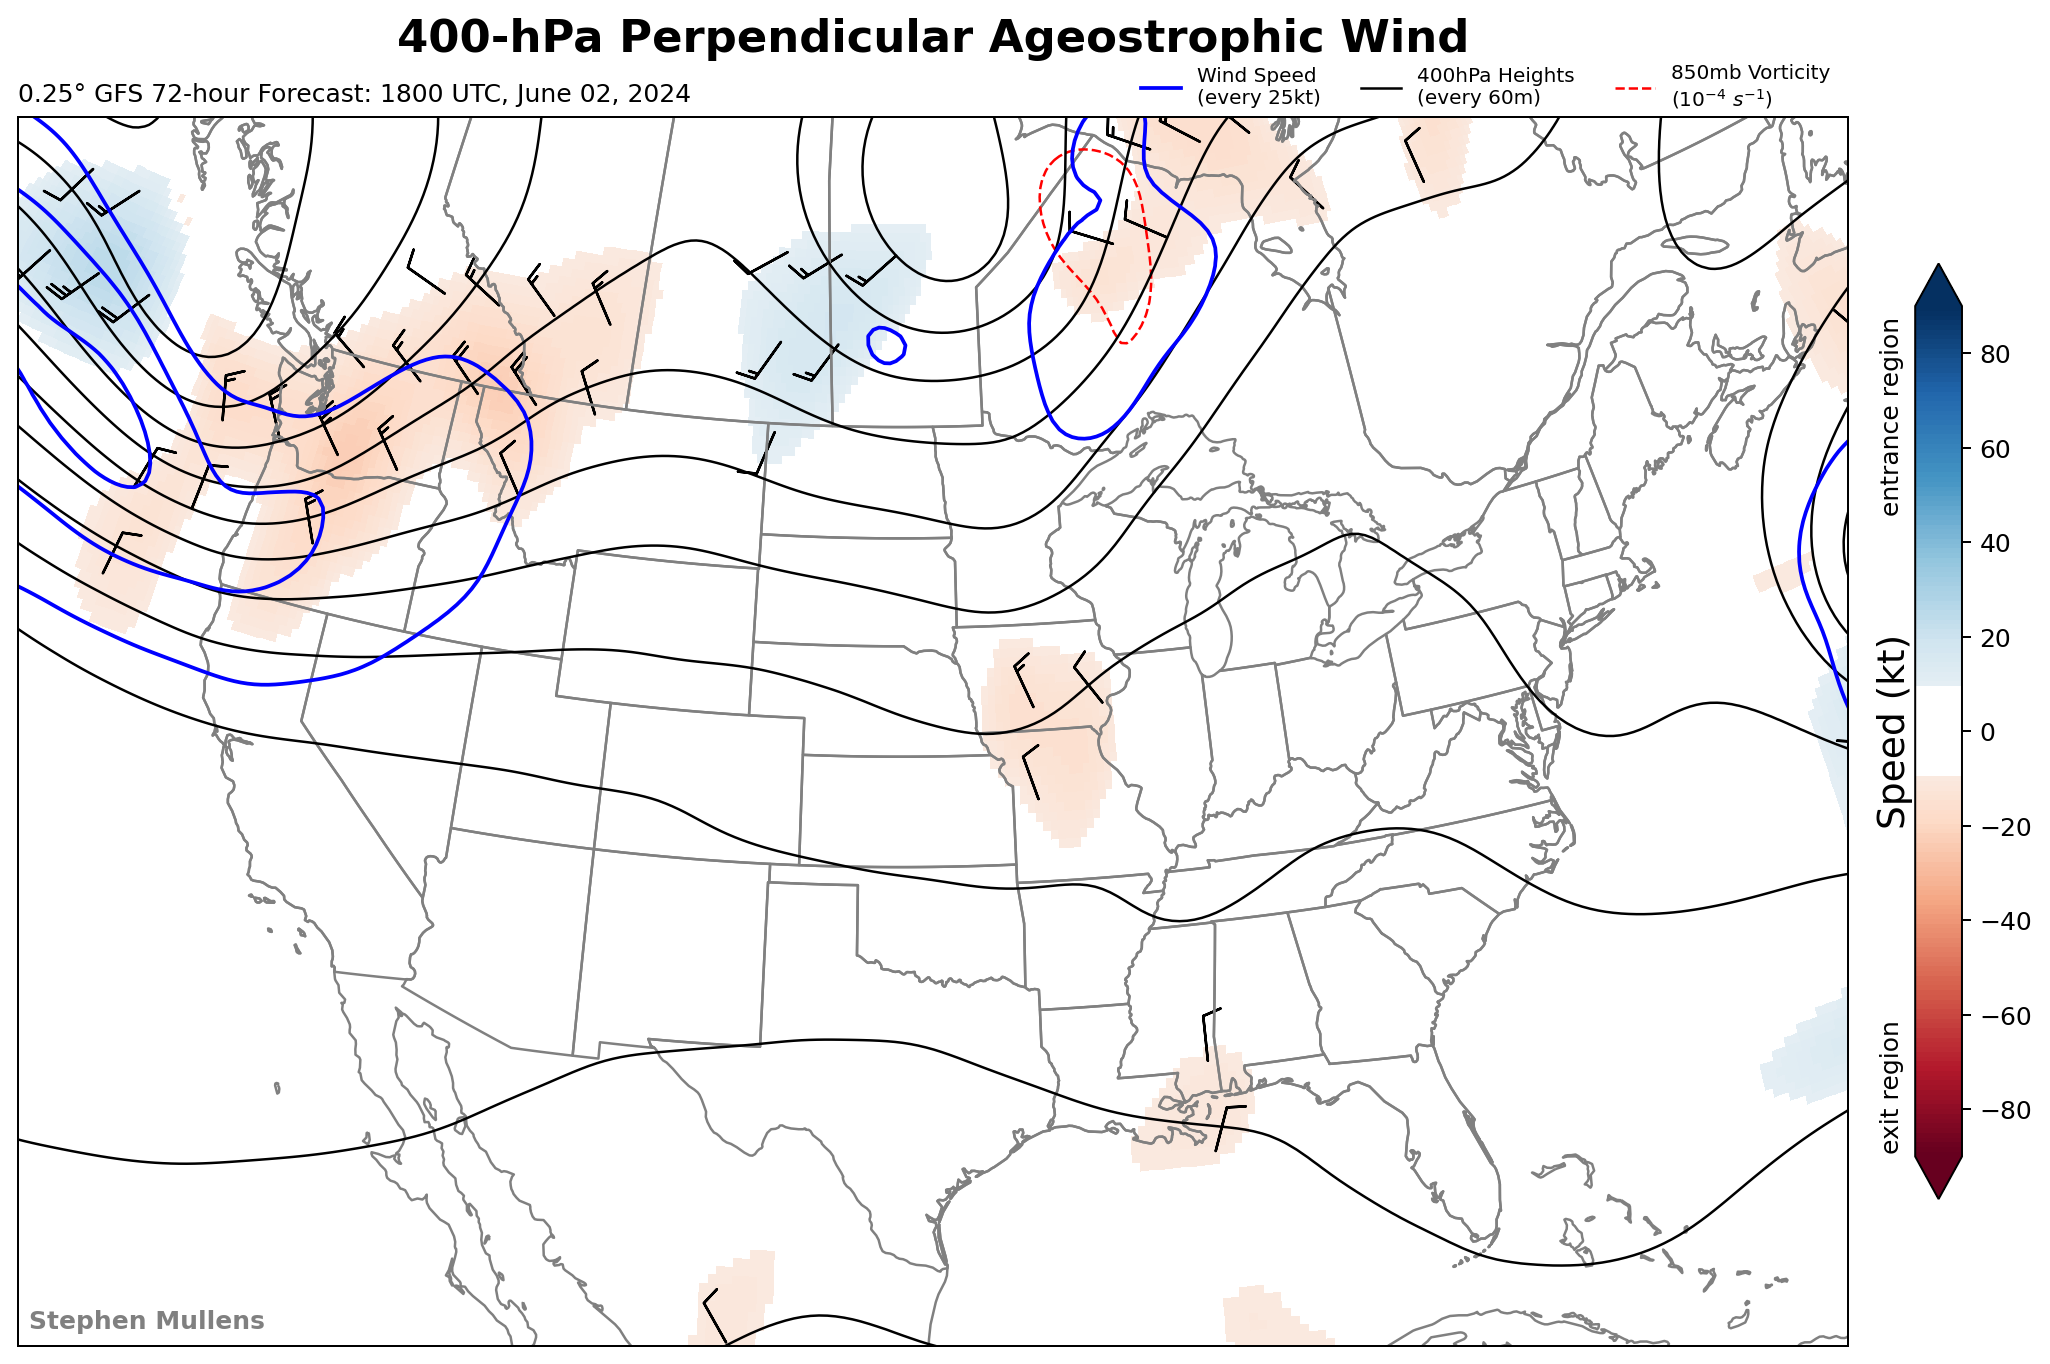 400-hPa Perpendicular Ageostrophic Wind
0.25° GFS 72-hour Forecast: 1800 UTC, June 02, 2024
Wind Speed
(every 25kt)
400hPa Heights
(every 60m)
850mb Vorticity
(10⁻⁴ s⁻¹)
entrance region
Speed (kt)
exit region
80
60
40
20
0
−20
−40
−60
−80
Stephen Mullens